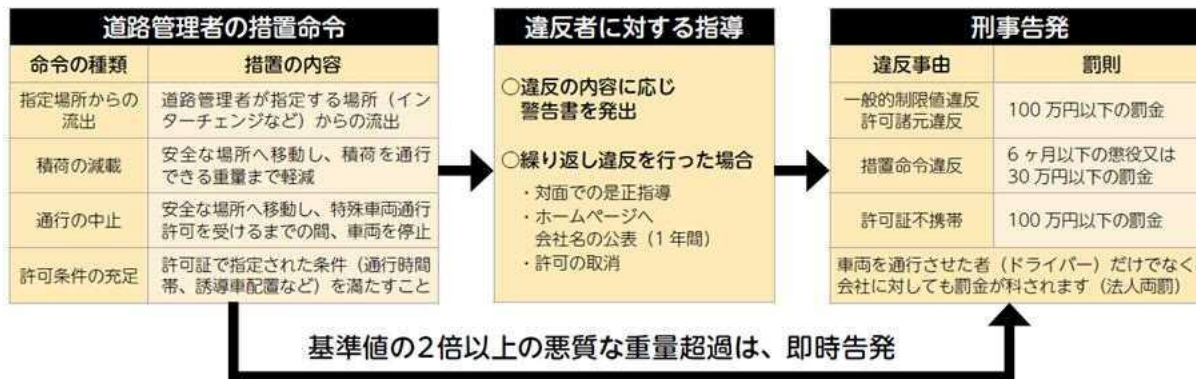 道路管理者の措置命令
命令の種類
措置の内容
指定場所からの
流出
道路管理者が指定する場所（イン
ターチェンジなど）からの流出
積荷の減載
安全な場所へ移動し、積荷を通行
できる重量まで軽減
通行の中止
安全な場所へ移動し、特殊車両通行
許可を受けるまでの間、車両を停止
許可条件の充足
許可証で指定された条件（通行時間
帯、誘導車配置など）を満たすこと
違反者に対する指導
○違反の内容に応じ
警告書を発出
○繰り返し違反を行った場合
・対面での是正指導
・ホームページへ
会社名の公表（1年間）
・許可の取消
刑事告発
違反事由
罰則
一般的制限値違反
許可諸元違反
100万円以下の罰金
措置命令違反
6ヶ月以下の懲役又は
30万円以下の罰金
許可証不携帯
100万円以下の罰金
車両を通行させた者（ドライバー）だけでなく
会社に対しても罰金が科されます（法人両罰）
基準値の2倍以上の悪質な重量超過は、即時告発